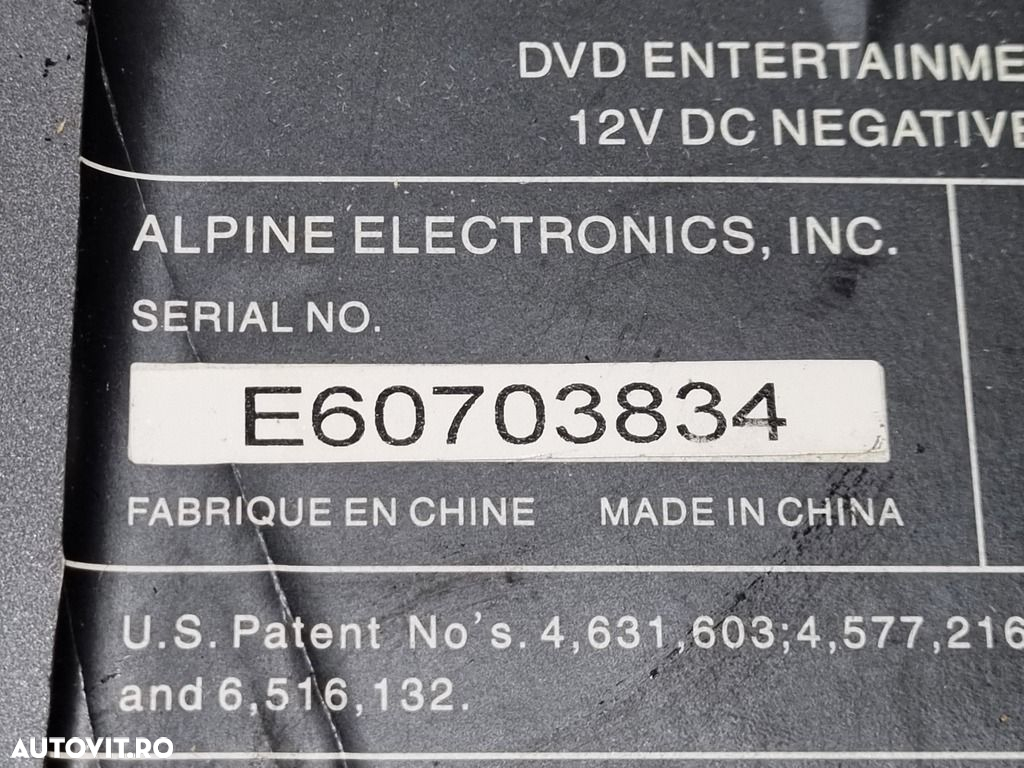 DVD ENTERTAINME
12V DC NEGATIVE
ALPINE ELECTRONICS, INC.
SERIAL NO.
E60703834
FABRIQUE EN CHINE MADE IN CHINA
U.S. Patent No's. 4,631,603;4,577,216
and 6,516,132.
AUTOVIT.RO